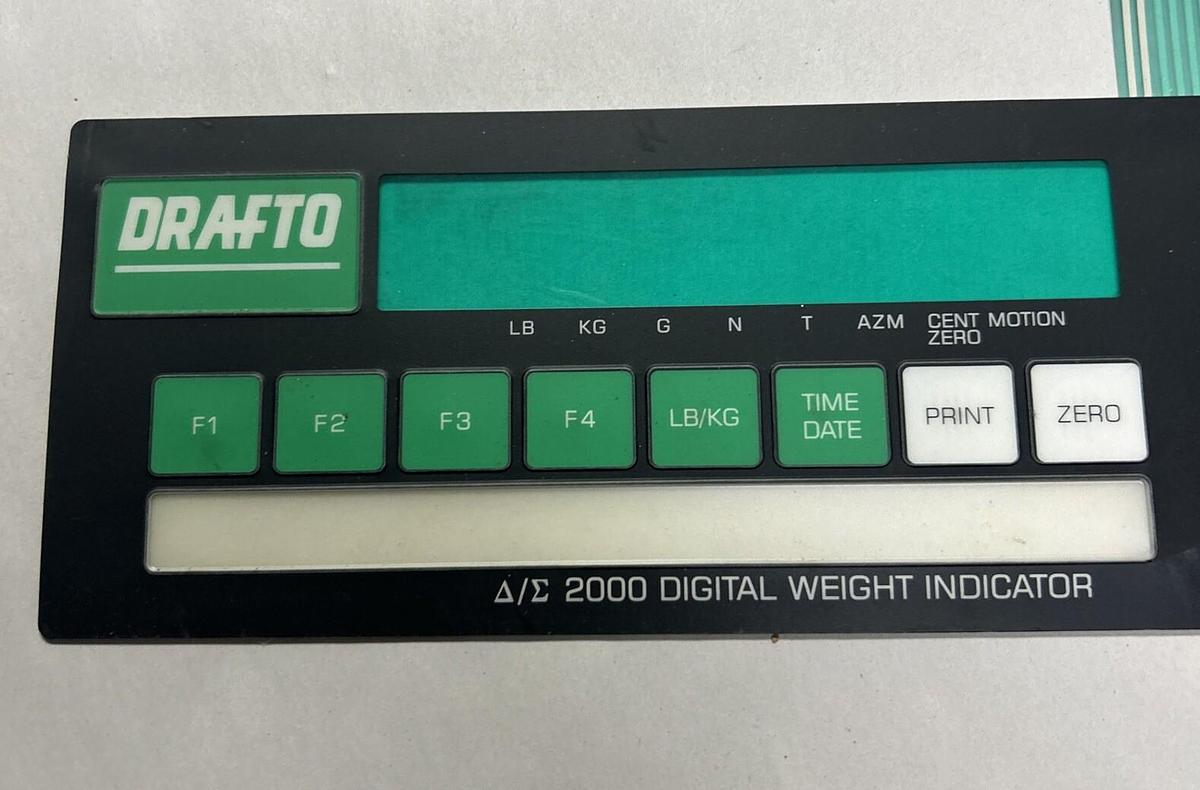 DRAFTO
LB KG G N T AZM CENT MOTION
ZERO
F1 F2 F3 F4 LB/KG TIME DATE PRINT ZERO
Δ/Σ 2000 DIGITAL WEIGHT INDICATOR